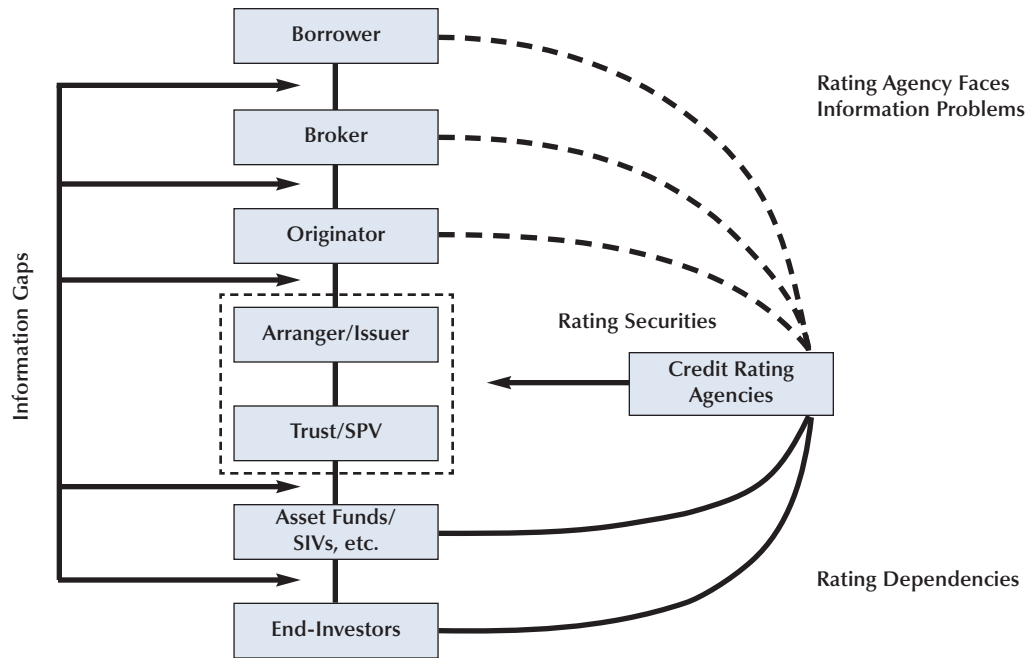 Borrower
Rating Agency Faces
Information Problems
Broker
Originator
Information Gaps
Arranger/Issuer
Rating Securities
Credit Rating
Agencies
Trust/SPV
Asset Funds/
SIVs, etc.
Rating Dependencies
End-Investors